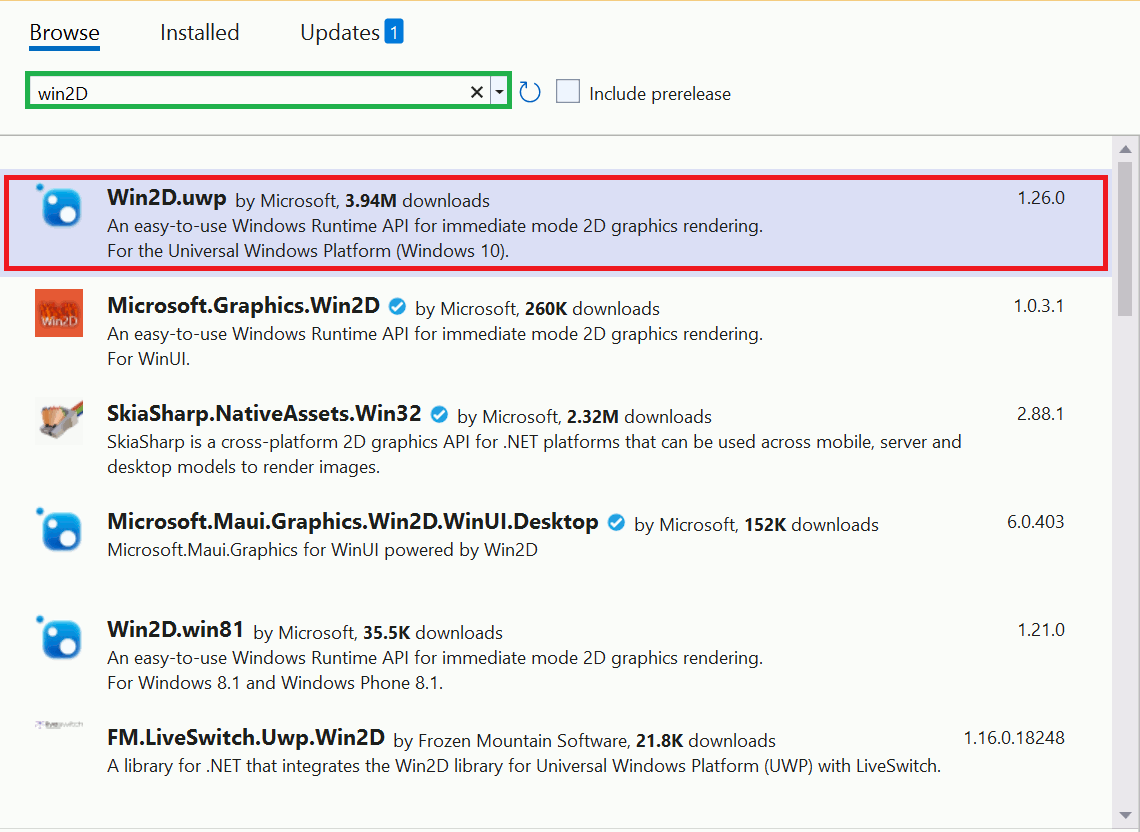 Browse Installed Updates 1
win2D Include prerelease
Win2D.uwp by Microsoft, 3.94M downloads 1.26.0
An easy-to-use Windows Runtime API for immediate mode 2D graphics rendering.
For the Universal Windows Platform (Windows 10).
Win2D
Microsoft.Graphics.Win2D by Microsoft, 260K downloads 1.0.3.1
An easy-to-use Windows Runtime API for immediate mode 2D graphics rendering.
For WinUI.
SkiaSharp.NativeAssets.Win32 by Microsoft, 2.32M downloads 2.88.1
SkiaSharp is a cross-platform 2D graphics API for .NET platforms that can be used across mobile, server and
desktop models to render images.
Microsoft.Maui.Graphics.Win2D.WinUI.Desktop by Microsoft, 152K downloads 6.0.403
Microsoft.Maui.Graphics for WinUI powered by Win2D
Win2D.win81 by Microsoft, 35.5K downloads 1.21.0
An easy-to-use Windows Runtime API for immediate mode 2D graphics rendering.
For Windows 8.1 and Windows Phone 8.1.
FM.LiveSwitch.Uwp.Win2D by Frozen Mountain Software, 21.8K downloads 1.16.0.18248
A library for .NET that integrates the Win2D library for Universal Windows Platform (UWP) with LiveSwitch.